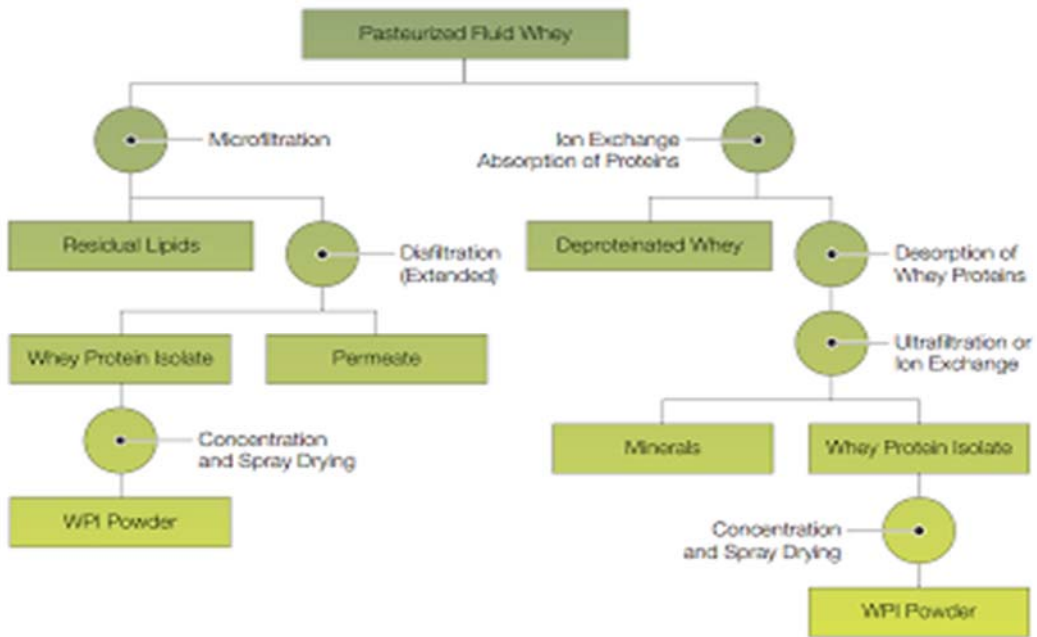 Pasteurized Fluid Whey
Microfiltration
Ion Exchange
Absorption of Proteins
Residual Lipids
Diafiltration
(Extended)
Deproteinated Whey
Desorption of
Whey Proteins
Whey Protein Isolate
Permeate
Ultrafiltration or
Ion Exchange
Concentration
and Spray Drying
Minerals
Whey Protein Isolate
WPI Powder
Concentration
and Spray Drying
WPI Powder